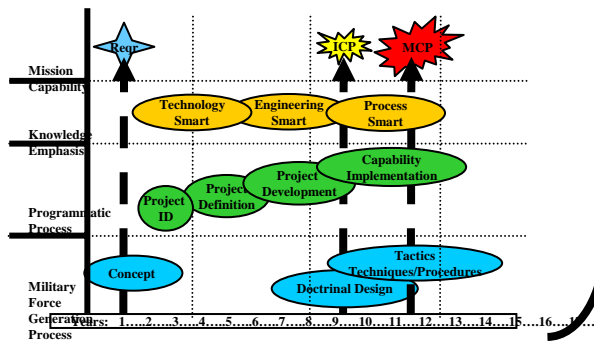 Reqr
ICP
MCP
Mission
Capability
Technology
Smart
Engineering
Smart
Process
Smart
Knowledge
Emphasis
Capability
Implementation
Project
Development
Project
Definition
Project
ID
Programmatic
Process
Tactics
Techniques/Procedures
Concept
Doctrinal Design
Military
Force
Generation
Process
Years: 1.....2.....3.....4.....5.....6.....7.....8.....9.....10.....11.....12.....13.....14.....15.....16.....